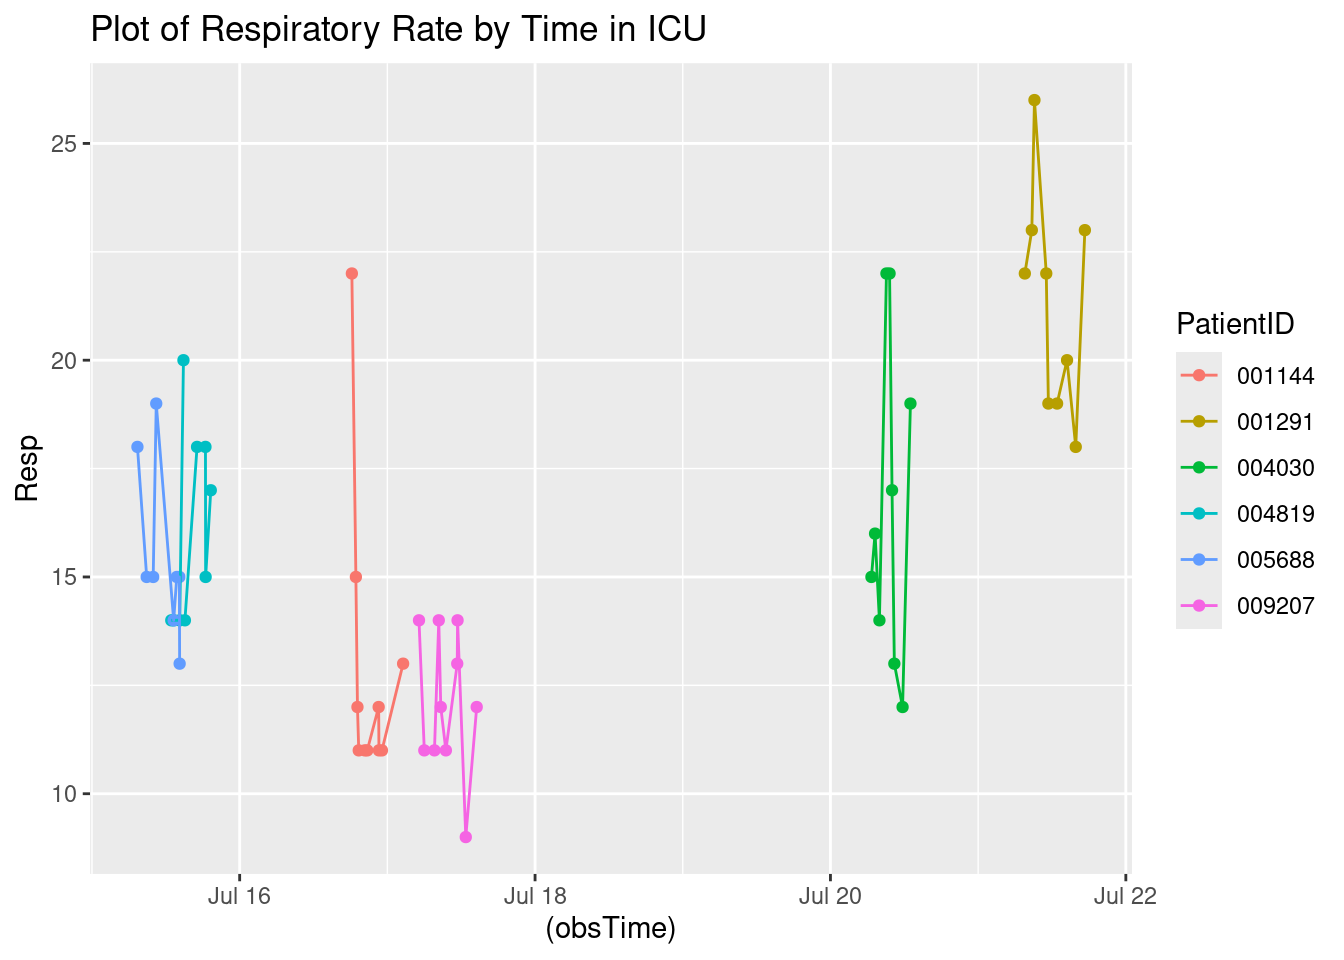 Plot of Respiratory Rate by Time in ICU
25
20
15
10
Resp
Jul 16
Jul 18
Jul 20
Jul 22
(obsTime)
PatientID
001144
001291
004030
004819
005688
009207